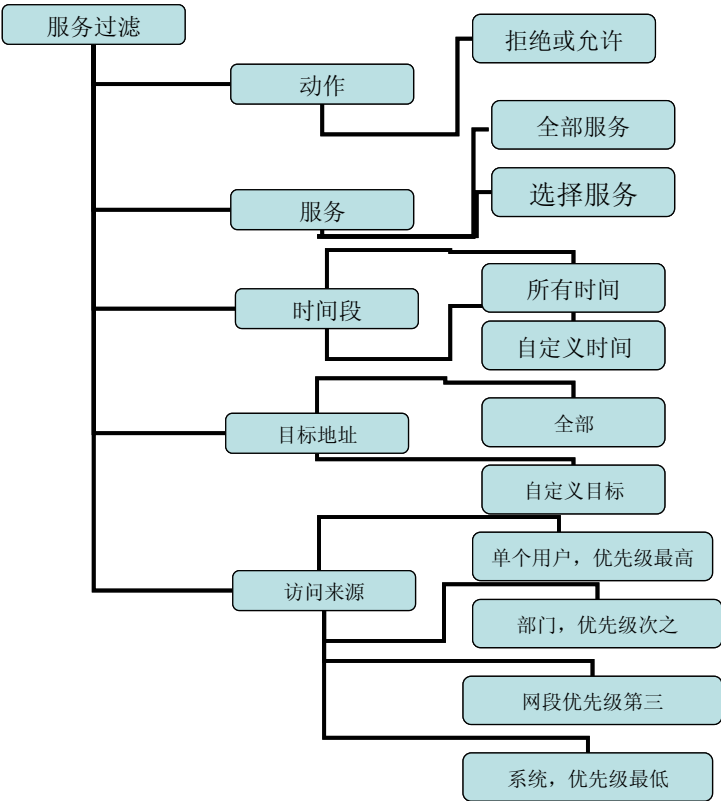 服务过滤
拒绝或允许
动作
全部服务
选择服务
服务
所有时间
时间段
自定义时间
全部
目标地址
自定义目标
单个用户，优先级最高
访问来源
部门，优先级次之
网段优先级第三
系统，优先级最低